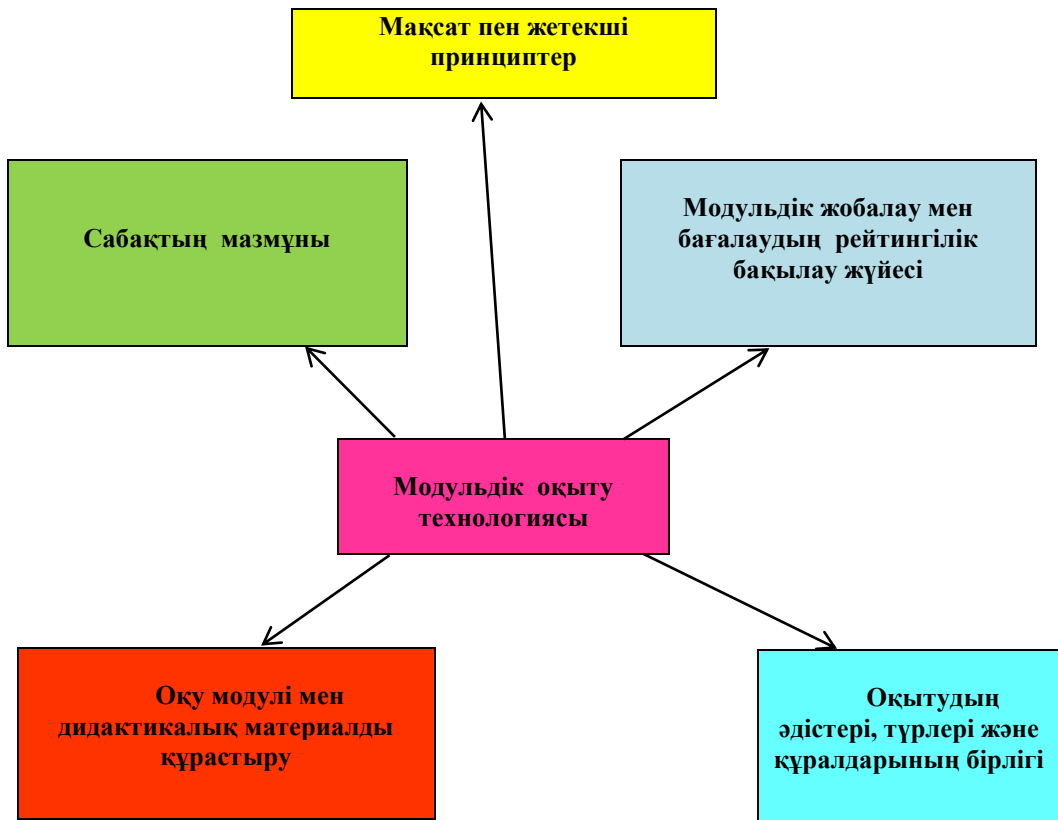 Мақсат пен жетекші
принциптер
Сабақтың мазмұны
Модульдік жобалау мен
бағалаудың рейтингілік
бақылау жүйесі
Модульдік оқыту
технологиясы
Оқу модулі мен
дидактикалық материалды
құрастыру
Оқытудың
әдістері, түрлері және
құралдарының бірлігі